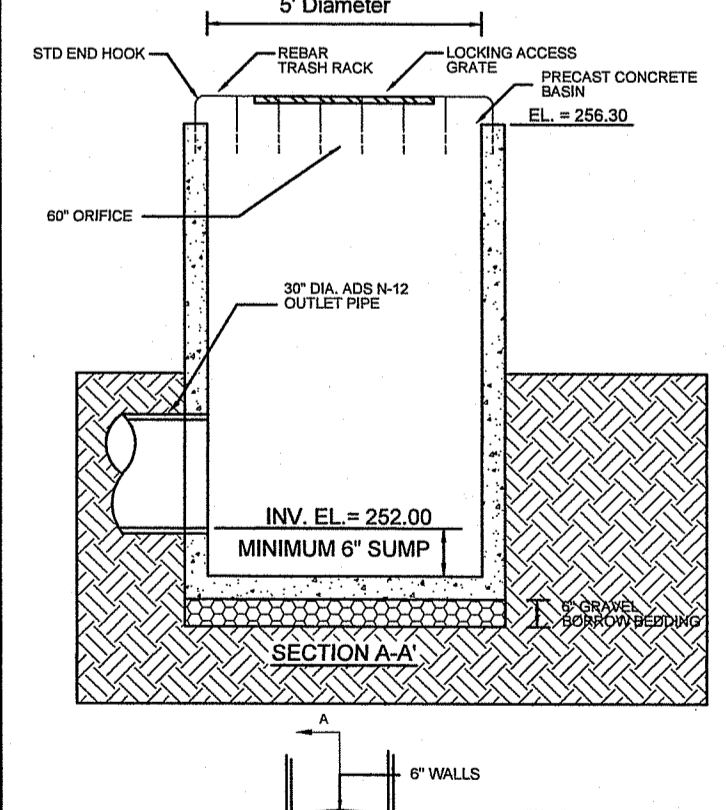 5' Diameter
STD END HOOK
REBAR
TRASH RACK
LOCKING ACCESS
GRATE
PRECAST CONCRETE
BASIN
EL. = 256.30
60" ORIFICE
30" DIA. ADS N-12
OUTLET PIPE
INV. EL.= 252.00
MINIMUM 6" SUMP
6" GRAVEL
BORROW BEDDING
SECTION A-A'
A
6" WALLS